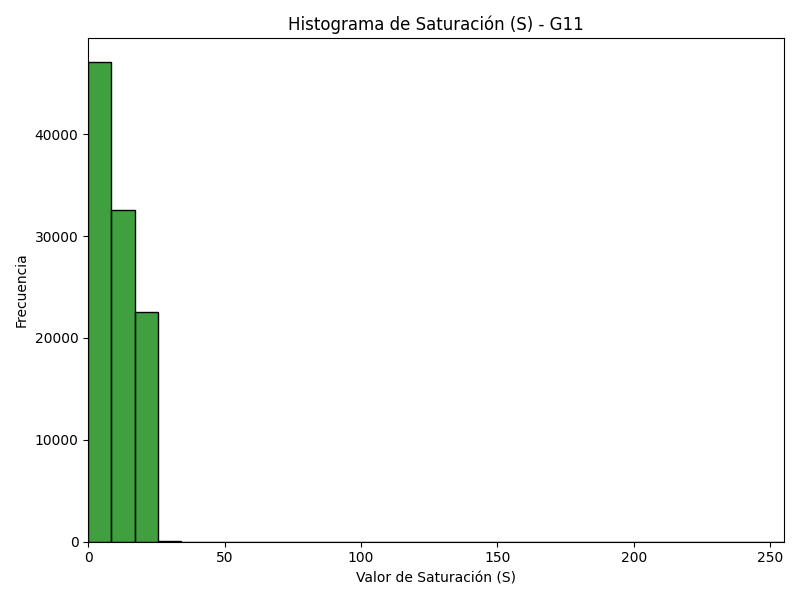 Histograma de Saturación (S) - G11
Frecuencia
40000
30000
20000
10000
0
0 50 100 150 200 250
Valor de Saturación (S)